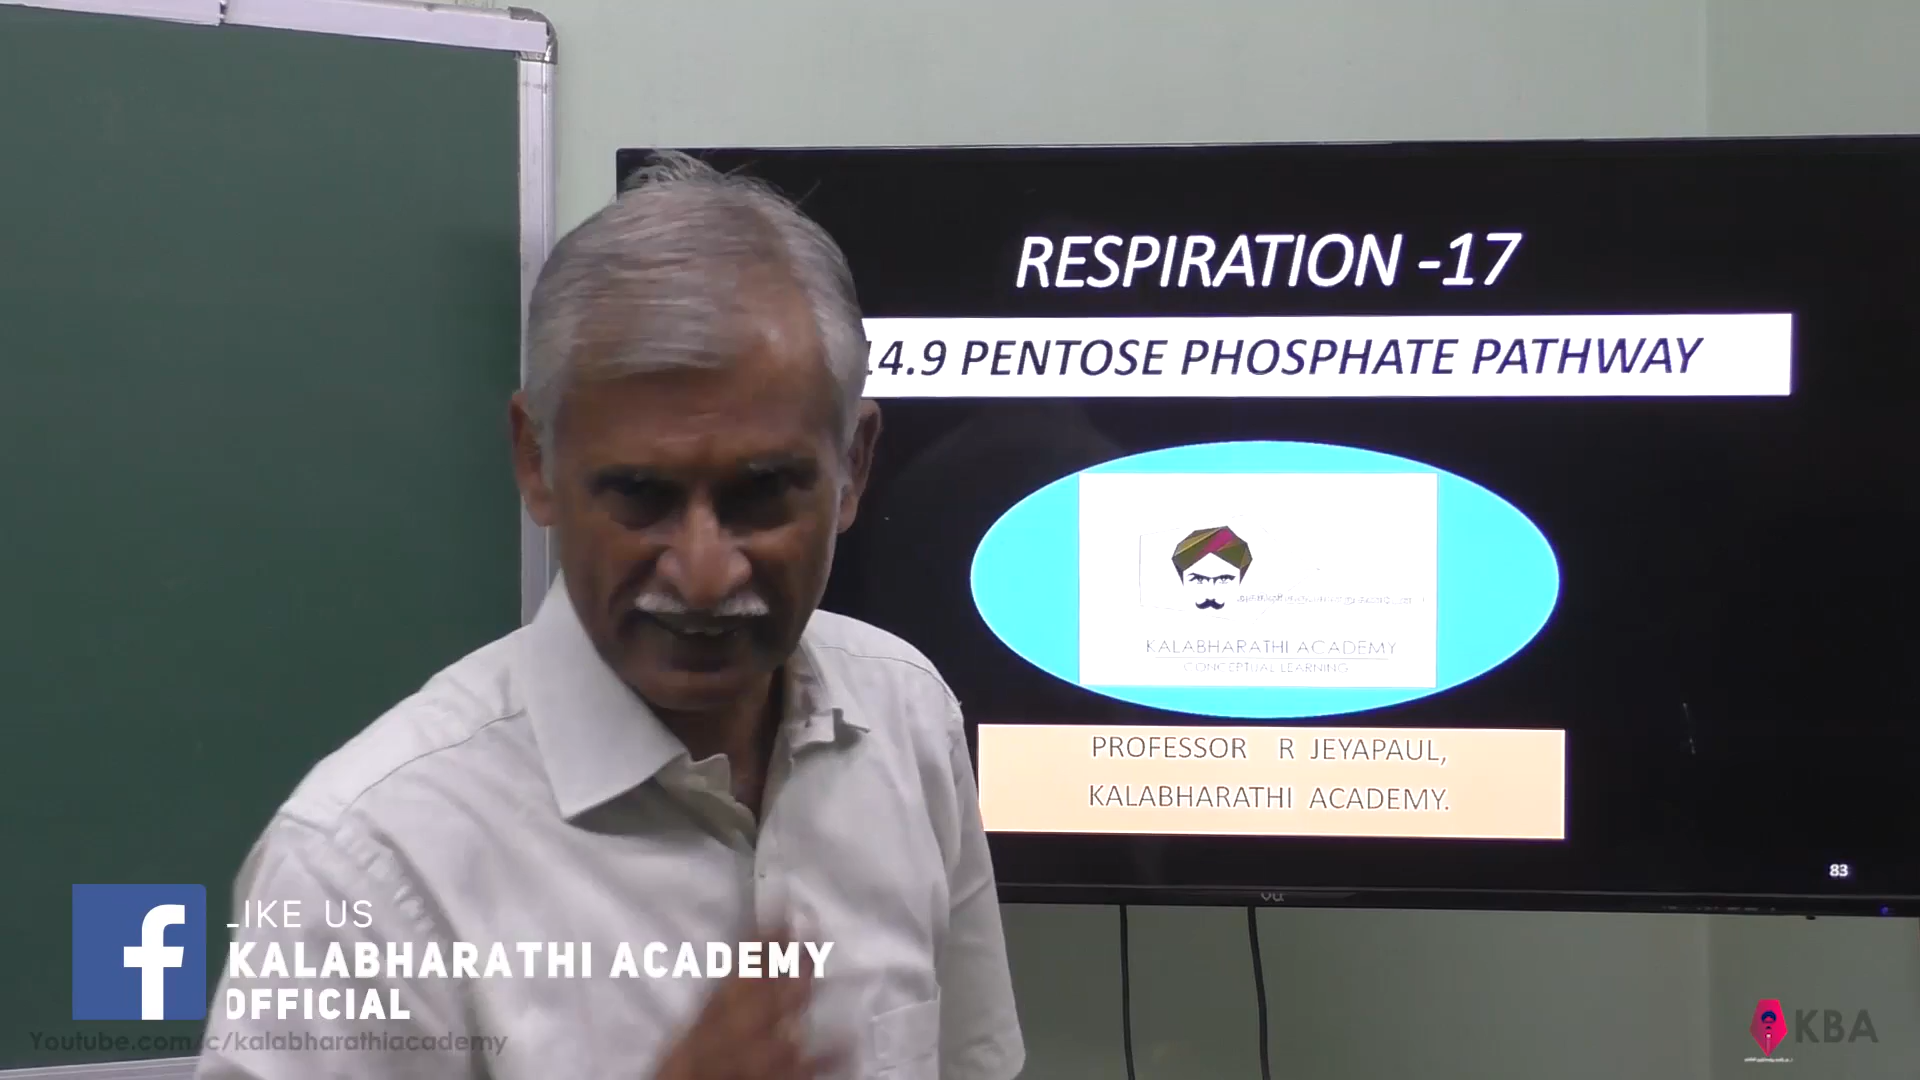 RESPIRATION -17
14.9 PENTOSE PHOSPHATE PATHWAY
KALABHARATHI ACADEMY
CONCEPTUAL LEARNING
PROFESSOR R JEYAPAUL,
KALABHARATHI ACADEMY.
83
vu
LIKE US
KALABHARATHI ACADEMY
OFFICIAL
Youtube.com/c/kalabharathiacademy
KBA